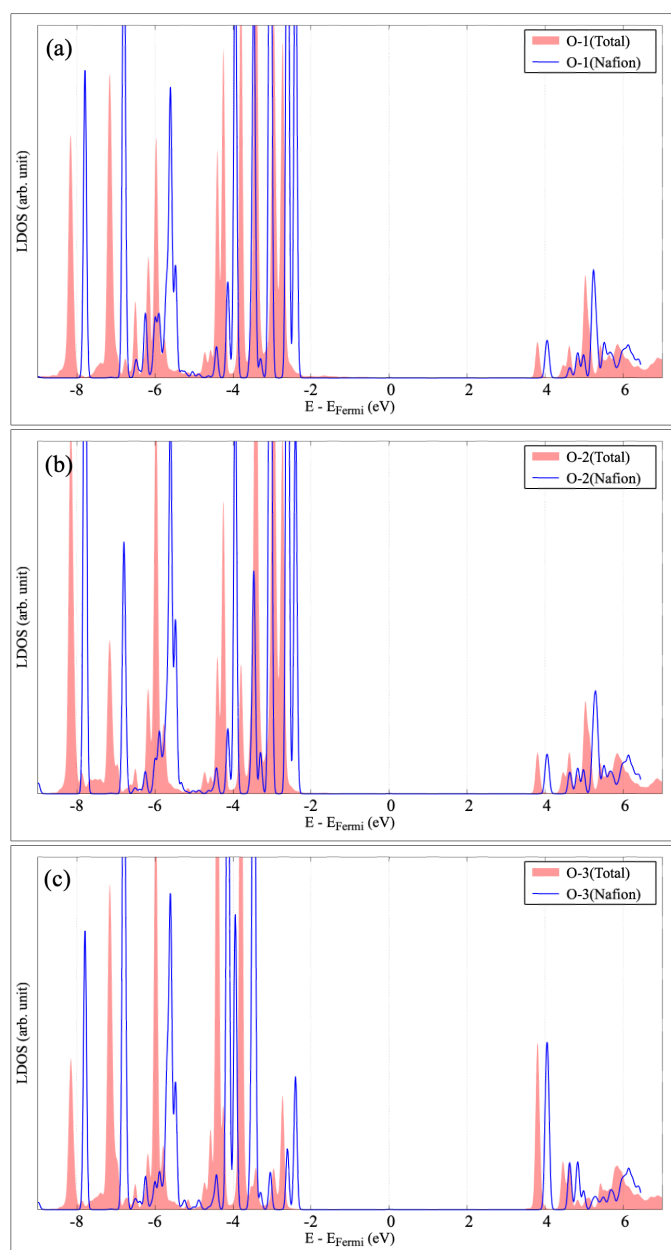 (a)
O-1(Total)
O-1(Nafion)
LDOS (arb. unit)
-8 -6 -4 -2 0 2 4 6
E - EFermi (eV)
(b)
O-2(Total)
O-2(Nafion)
LDOS (arb. unit)
-8 -6 -4 -2 0 2 4 6
E - EFermi (eV)
(c)
O-3(Total)
O-3(Nafion)
LDOS (arb. unit)
-8 -6 -4 -2 0 2 4 6
E - EFermi (eV)